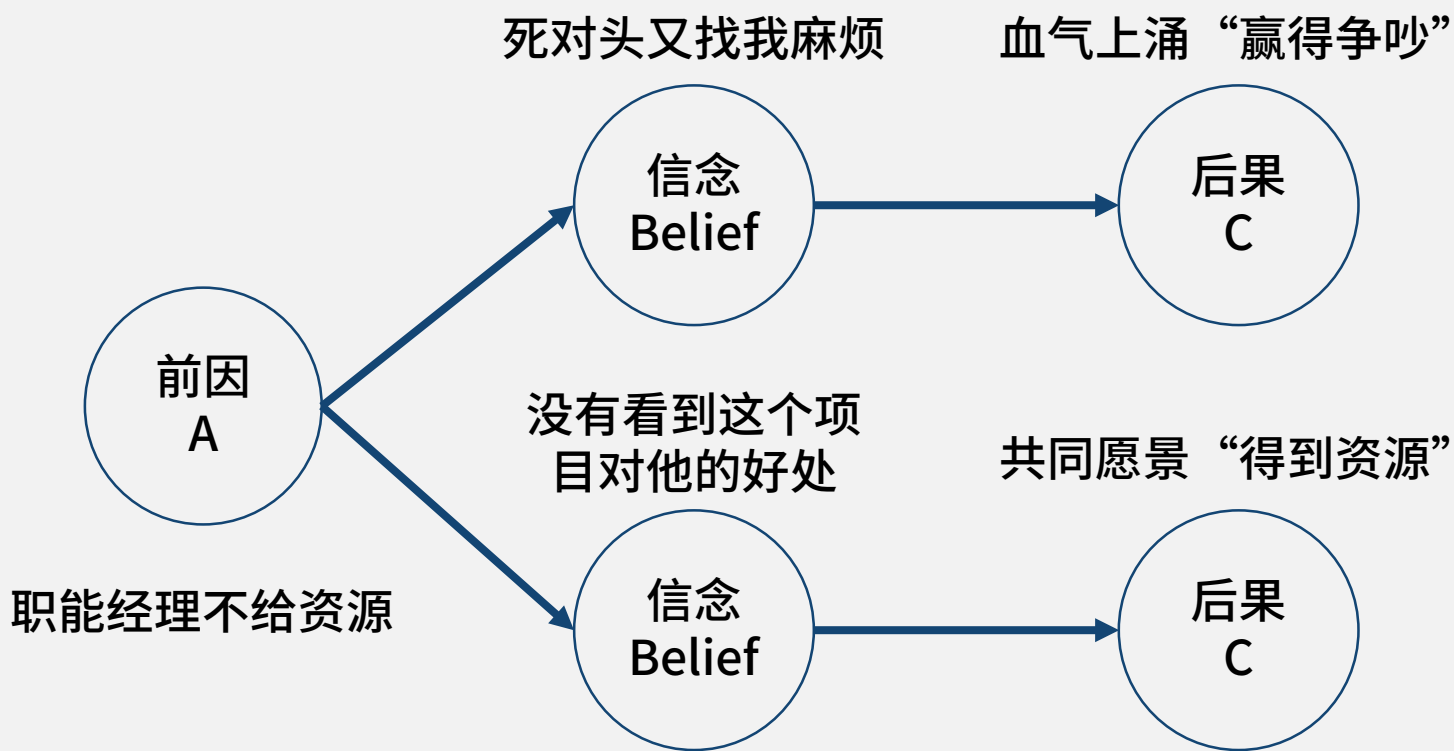 死对头又找我麻烦
血气上涌“赢得争吵”
信念
Belief
后果
C
前因
A
职能经理不给资源
没有看到这个项
目对他的好处
共同愿景“得到资源”
信念
Belief
后果
C